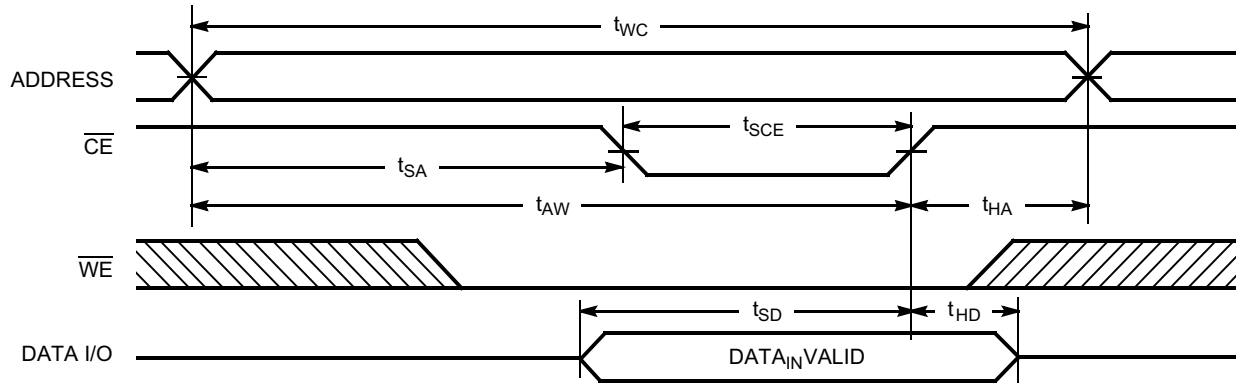 tWC
ADDRESS
CE
tSCE
tSA
tAW
tHA
WE
tSD
tHD
DATA I/O
DATAINVALID